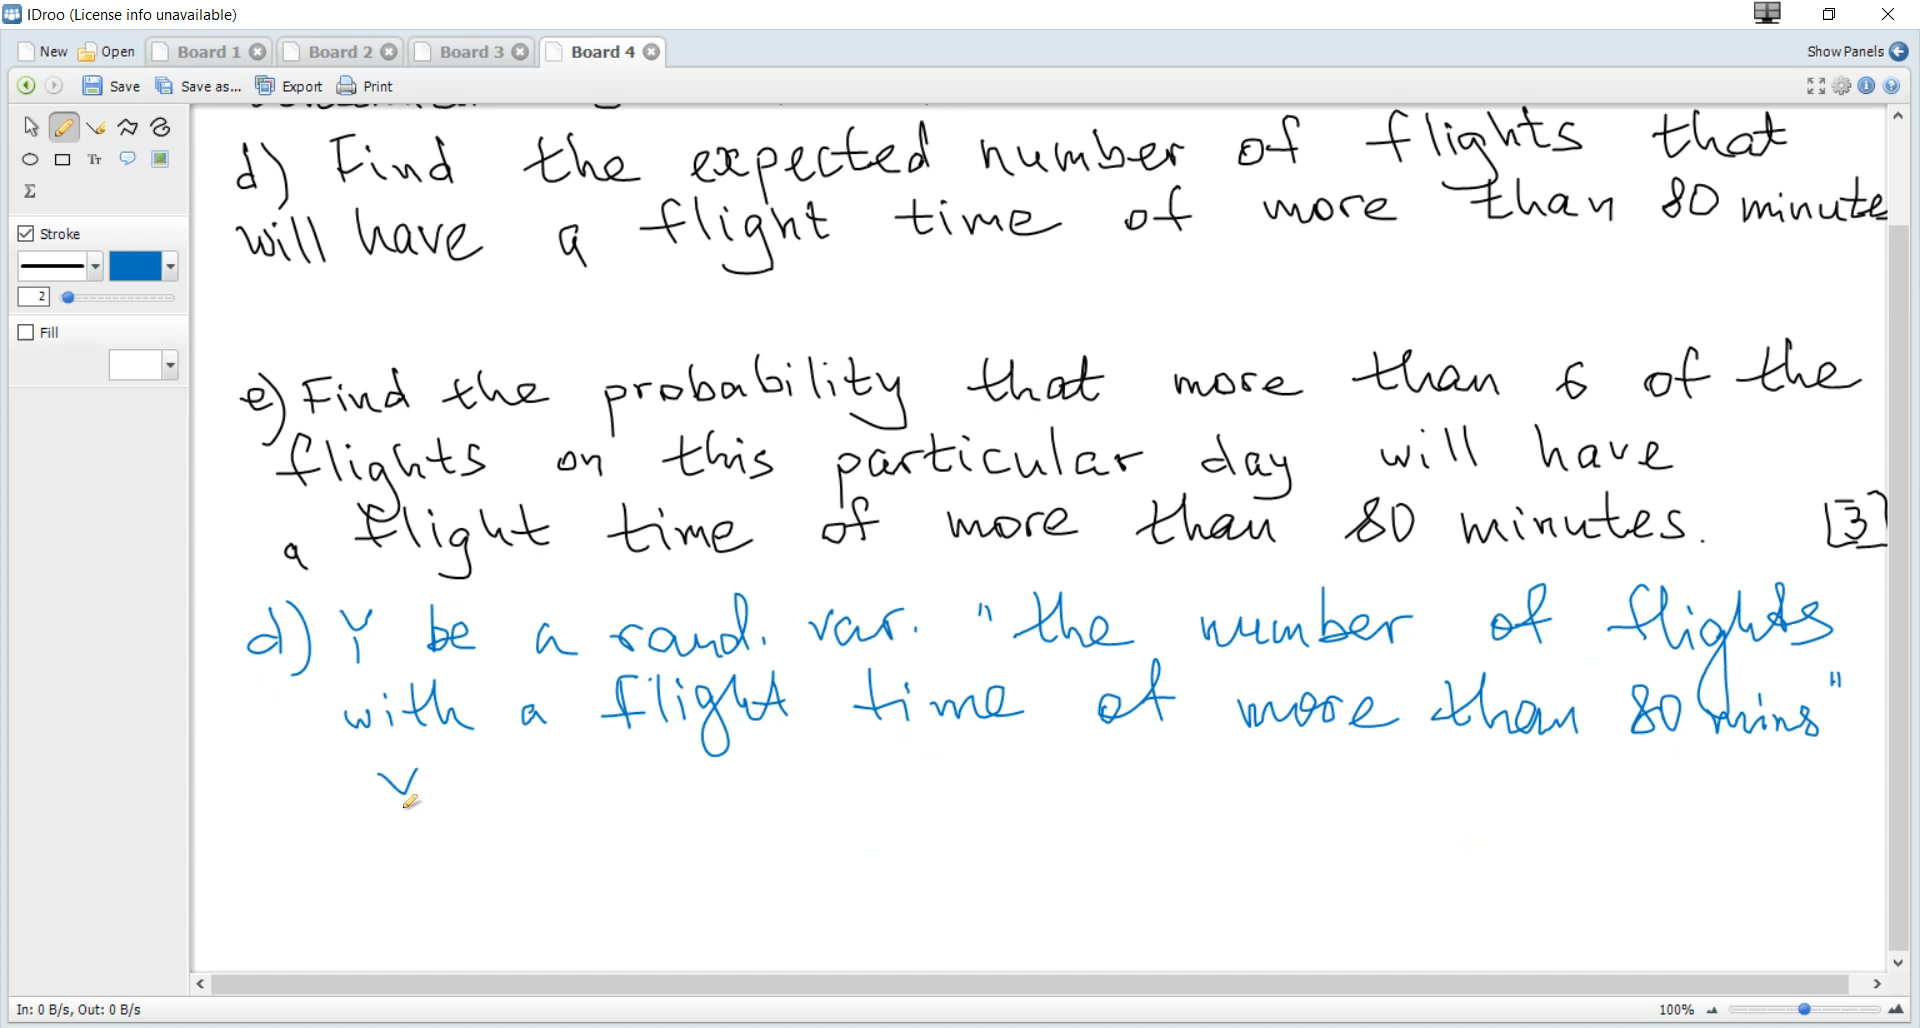 IDroo (License info unavailable)
New Open Board 1 Board 2 Board 3 Board 4 Show Panels
Save Save as... Export Print
d) Find the expected number of flights that
will have a flight time of more than 80 minute
Tr
Σ
Stroke
2
Fill
e) Find the probability that more than 6 of the
flights on this particular day will have
a flight time of more than 80 minutes. [3]
d) Y be a rand. var. "the number of flights
with a flight time of more than 80 mins"
In: 0 B/s, Out: 0 B/s 100%